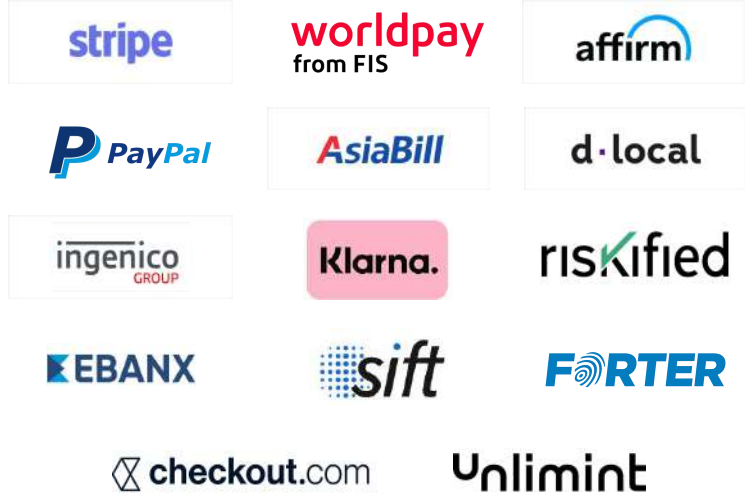 stripe
worldpay
from FIS
affirm
PayPal
AsiaBill
d·local
ingenico
GROUP
Klarna.
riskified
EBANX
sift
FORTER
checkout.com
Unlimint